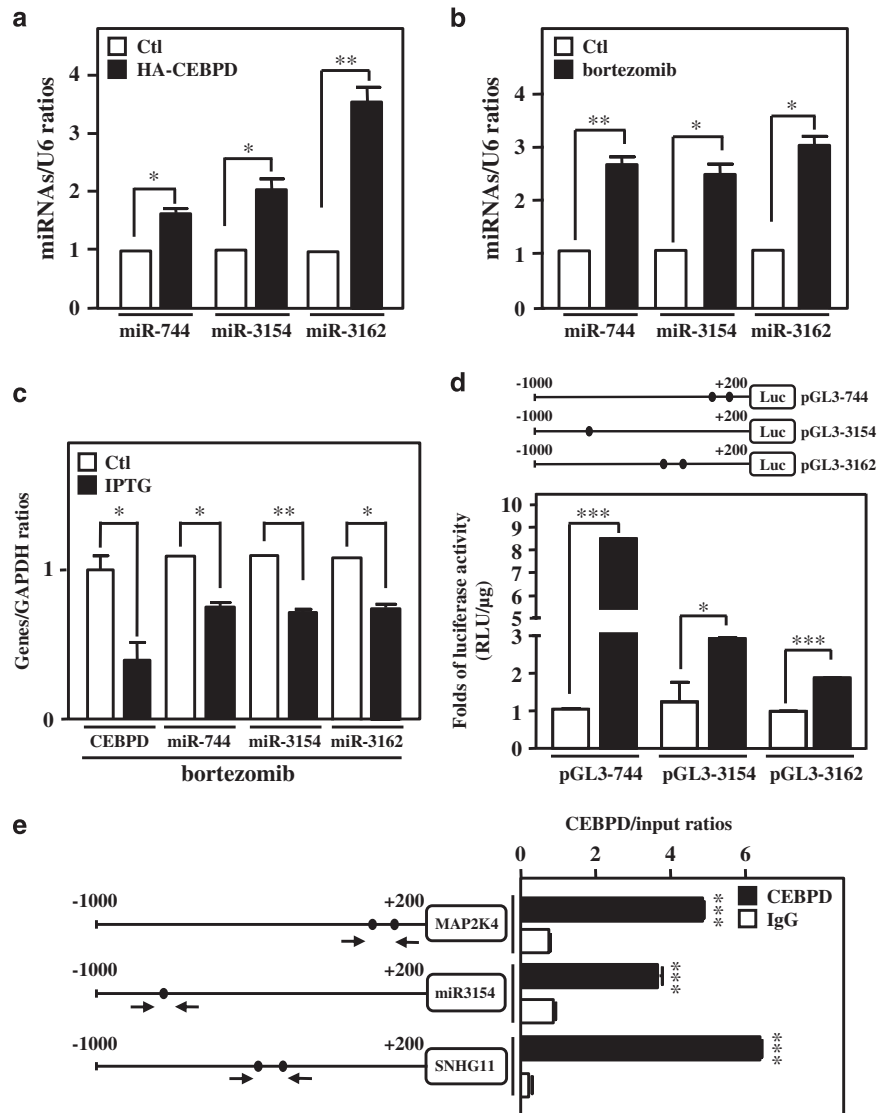 a
Ctl
HA-CEBPD
miRNAs/U6 ratios
4
3
2
1
0
*
*
**
miR-744 miR-3154 miR-3162
b
Ctl
bortezomib
miRNAs/U6 ratios
4
3
2
1
0
**
*
*
miR-744 miR-3154 miR-3162
c
Ctl
IPTG
Genes/GAPDH ratios
1
0
*
*
**
*
CEBPD miR-744 miR-3154 miR-3162
bortezomib
d
-1000 +200 Luc pGL3-744
-1000 +200 Luc pGL3-3154
-1000 +200 Luc pGL3-3162
Folds of luciferase activity
(RLU/µg)
10
9
8
7
6
5
3
2
1
0
***
*
***
pGL3-744 pGL3-3154 pGL3-3162
e
CEBPD/input ratios
0 2 4 6
CEBPD
IgG
-1000 +200 MAP2K4 ***
-1000 +200 miR3154 ***
-1000 +200 SNHG11 ***